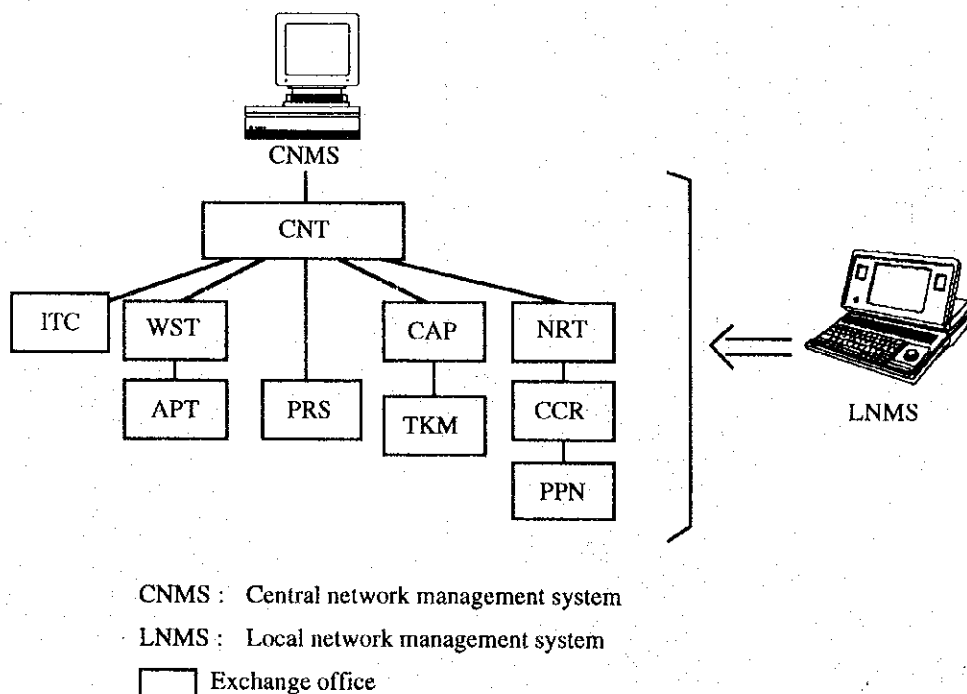 CNMS
CNT
ITC
WST
CAP
NRT
APT
PRS
TKM
CCR
PPN
LNMS
CNMS : Central network management system
LNMS : Local network management system
Exchange office